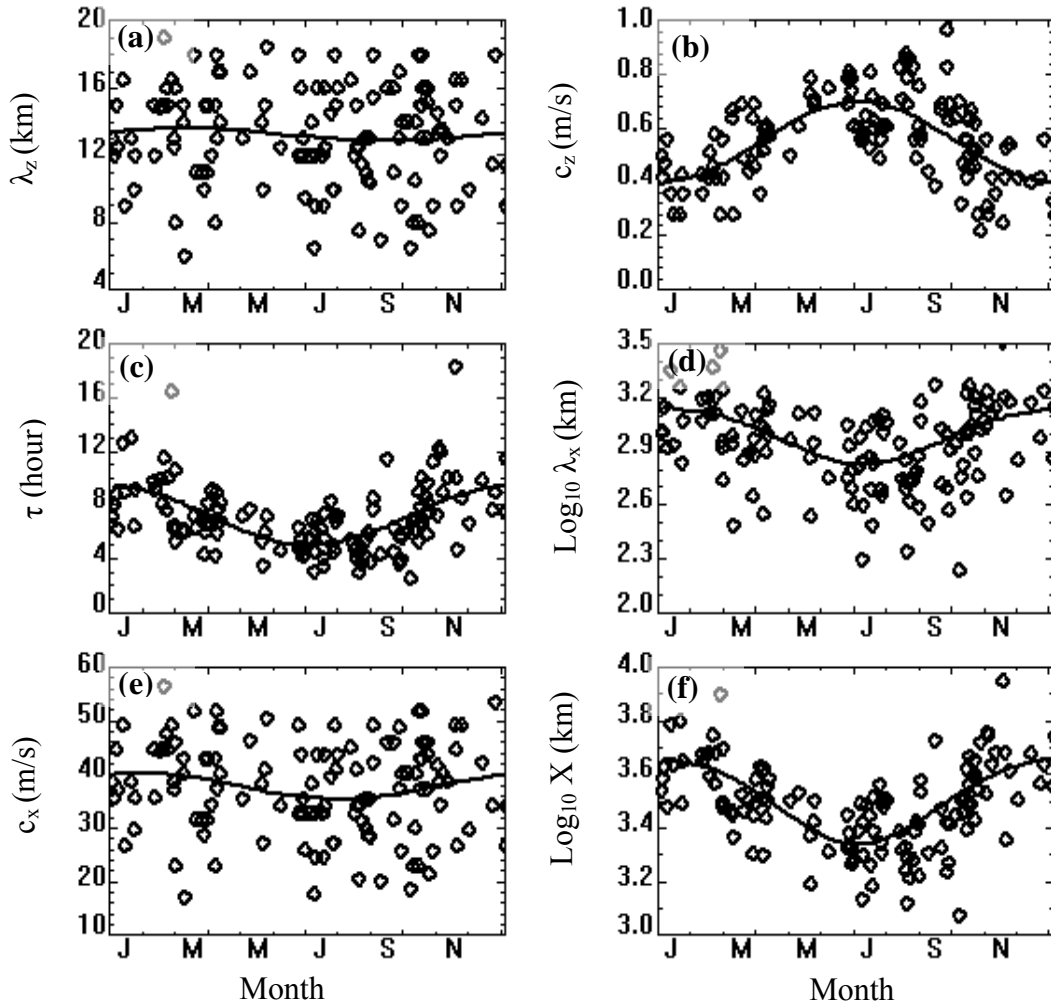 (a)
λz (km)
20
16
12
8
4
J M M J S N
(b)
cz (m/s)
1.0
0.8
0.6
0.4
0.2
0.0
J M M J S N
(c)
τ (hour)
20
16
12
8
4
0
J M M J S N
(d)
Log10 λx (km)
3.5
3.2
2.9
2.6
2.3
2.0
J M M J S N
(e)
cx (m/s)
60
50
40
30
20
10
J M M J S N
Month
(f)
Log10 X (km)
4.0
3.8
3.6
3.4
3.2
3.0
J M M J S N
Month